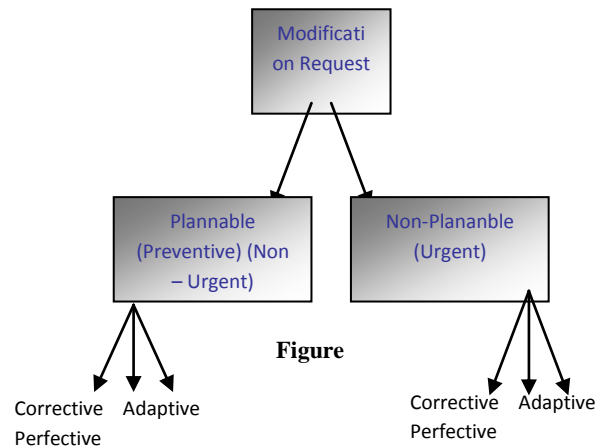 Modificati
on Request
Plannable
(Preventive) (Non
– Urgent)
Non-Plananble
(Urgent)
Figure
Corrective Adaptive
Perfective
Corrective Adaptive
Perfective